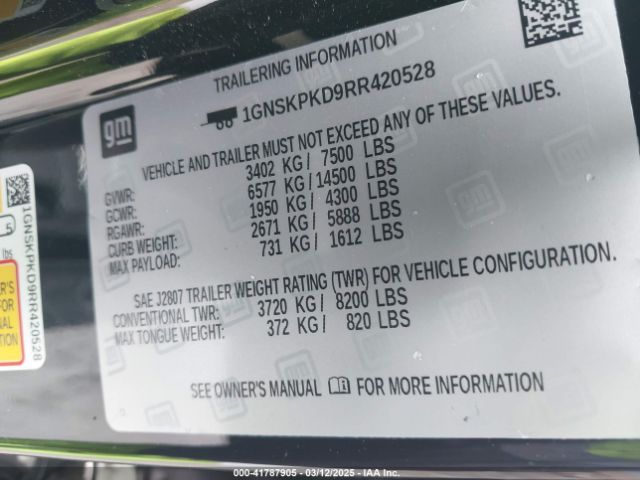 TRAILERING INFORMATION
gm
1GNSKPKD9RR420528
VEHICLE AND TRAILER MUST NOT EXCEED ANY OF THESE VALUES.
GVWR: 3402 KG / 7500 LBS
GCWR: 6577 KG / 14500 LBS
RGAWR: 1950 KG / 4300 LBS
CURB WEIGHT: 2671 KG / 5888 LBS
MAX PAYLOAD: 731 KG / 1612 LBS
SAE J2807 TRAILER WEIGHT RATING (TWR) FOR VEHICLE CONFIGURATION.
CONVENTIONAL TWR: 3720 KG / 8200 LBS
MAX TONGUE WEIGHT: 372 KG / 820 LBS
SEE OWNER'S MANUAL FOR MORE INFORMATION
5
lbs
1GNSKPKD9RR420528
FOR
000-41787905 - 03/12/2025 - IAA Inc.